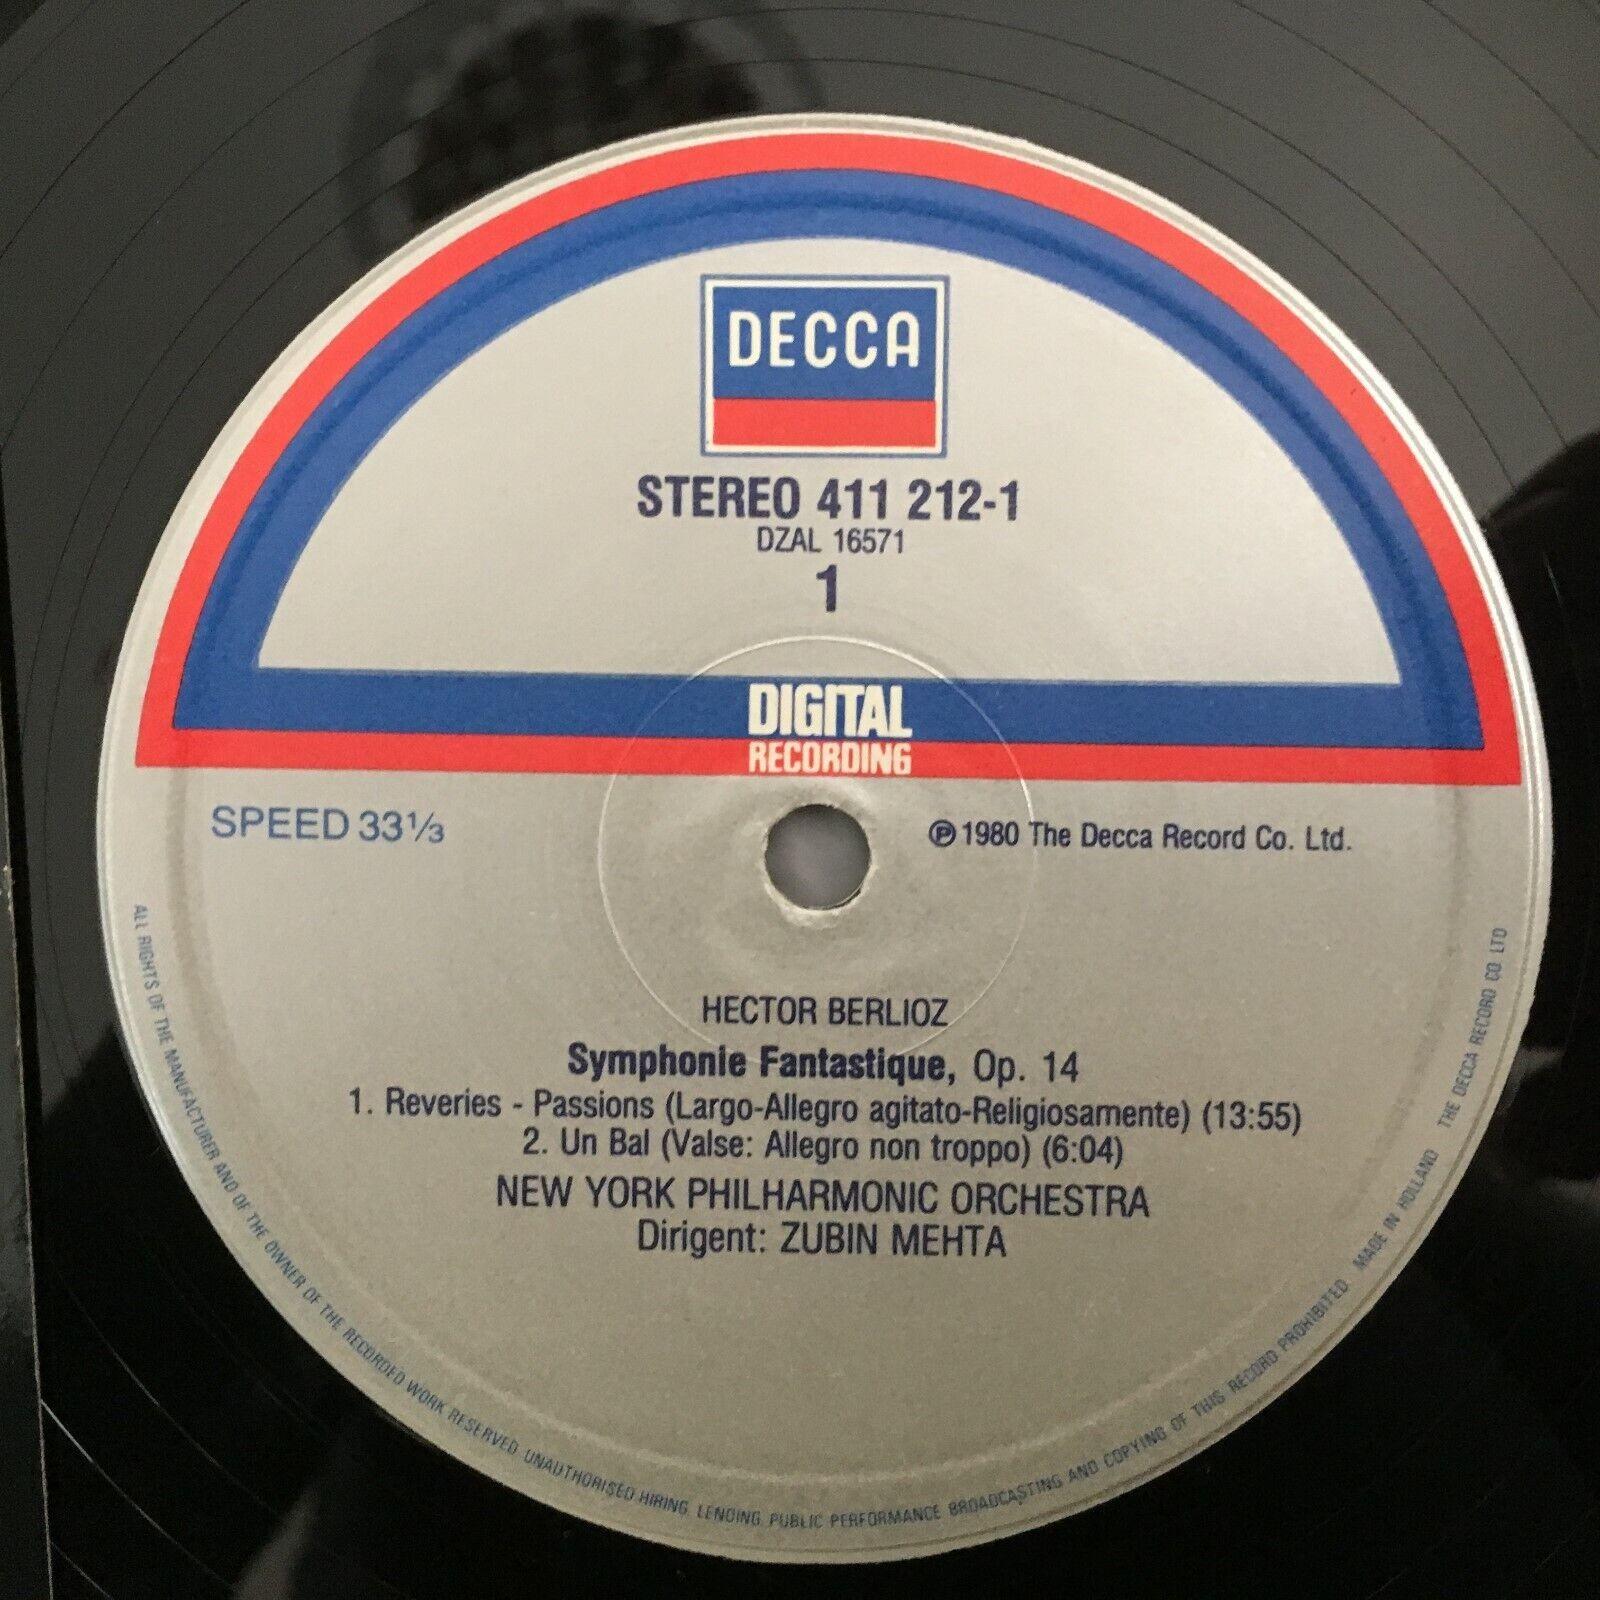 DECCA
STEREO 411 212-1
DZAL 16571
1
DIGITAL
RECORDING
SPEED 33⅓
℗ 1980 The Decca Record Co. Ltd.
HECTOR BERLIOZ
Symphonie Fantastique, Op. 14
1. Reveries - Passions (Largo-Allegro agitato-Religiosamente) (13:55)
2. Un Bal (Valse: Allegro non troppo) (6:04)
NEW YORK PHILHARMONIC ORCHESTRA
Dirigent: ZUBIN MEHTA
ALL RIGHTS OF THE MANUFACTURER AND OF THE OWNER OF THE RECORDED WORK RESERVED. UNAUTHORISED HIRING, LENDING, PUBLIC PERFORMANCE BROADCASTING AND COPYING OF THIS RECORD PROHIBITED MADE IN HOLLAND THE DECCA RECORD CO LTD